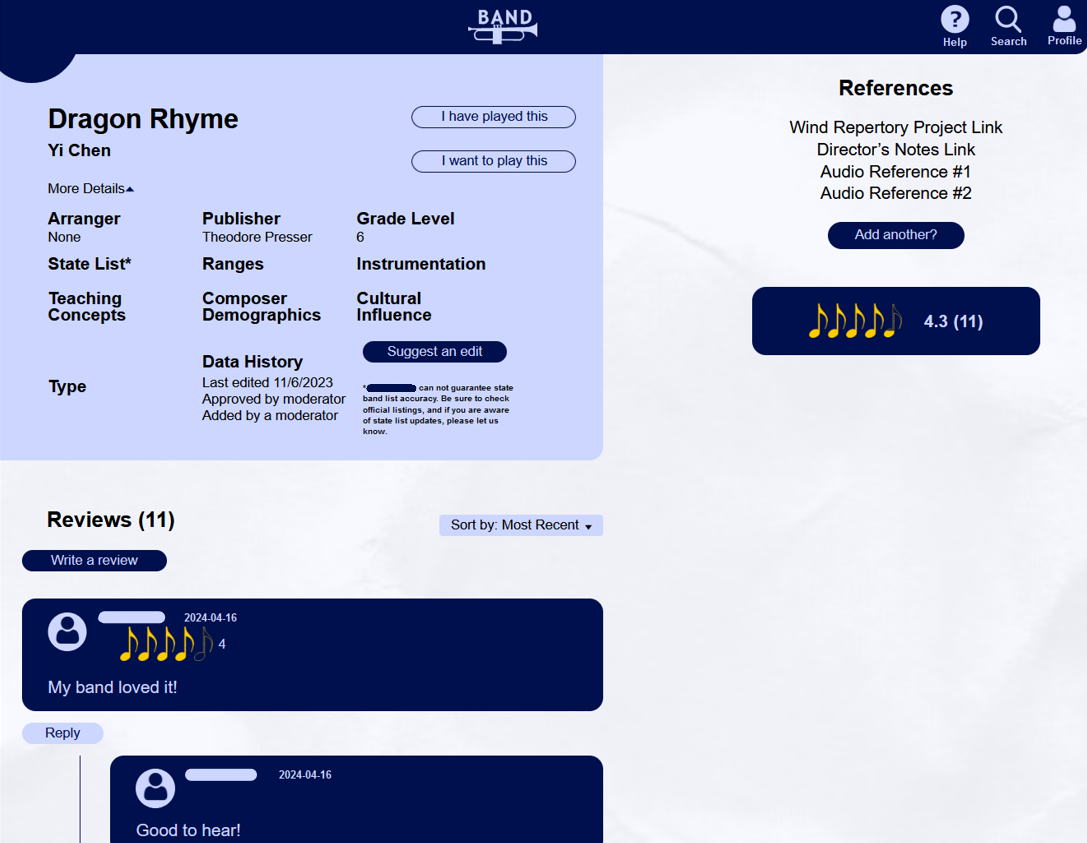 BAND
Help
Search
Profile
Dragon Rhyme
Yi Chen
I have played this
I want to play this
More Details
Arranger
None
Publisher
Theodore Presser
Grade Level
6
State List*
Ranges
Instrumentation
Teaching
Concepts
Composer
Demographics
Cultural
Influence
Type
Data History
Last edited 11/6/2023
Approved by moderator
Added by a moderator
Suggest an edit
* can not guarantee state
band list accuracy. Be sure to check
official listings, and if you are aware
of state list updates, please let us
know.
References
Wind Repertory Project Link
Director’s Notes Link
Audio Reference #1
Audio Reference #2
Add another?
4.3 (11)
Reviews (11)
Sort by: Most Recent
Write a review
2024-04-16
4
My band loved it!
Reply
2024-04-16
Good to hear!